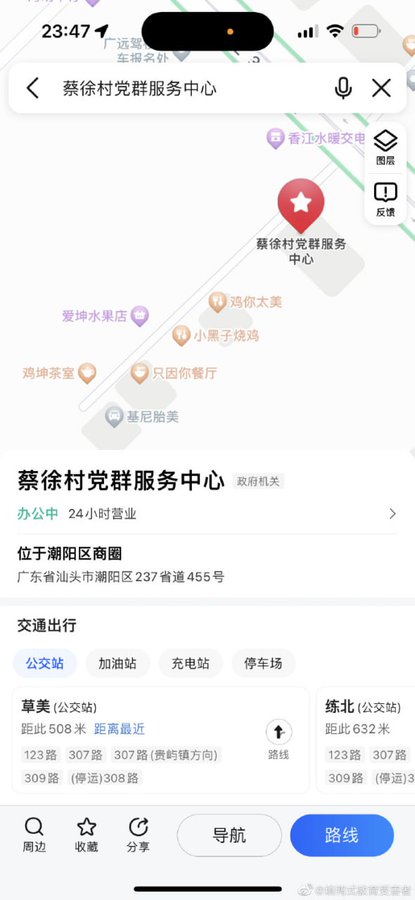 23:47
广远驾校
车报名处
蔡徐村党群服务中心
香江水暖交电
图层
反馈
蔡徐村党群服务
中心
鸡你太美
爱坤水果店
小黑子烧鸡
鸡坤茶室
只因你餐厅
基尼胎美
蔡徐村党群服务中心 政府机关
办公中 24小时营业
位于潮阳区商圈
广东省汕头市潮阳区237省道455号
交通出行
公交站 加油站 充电站 停车场
草美 (公交站)
距此508米 距离最近
123路 307路 307路(贵屿镇方向)
309路 (停运)308路
路线
练北 (公交站)
距此632米
123路 307路
309路 (停运)3
周边 收藏 分享 导航 路线